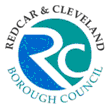 REDCAR & CLEVELAND
RC
BOROUGH COUNCIL